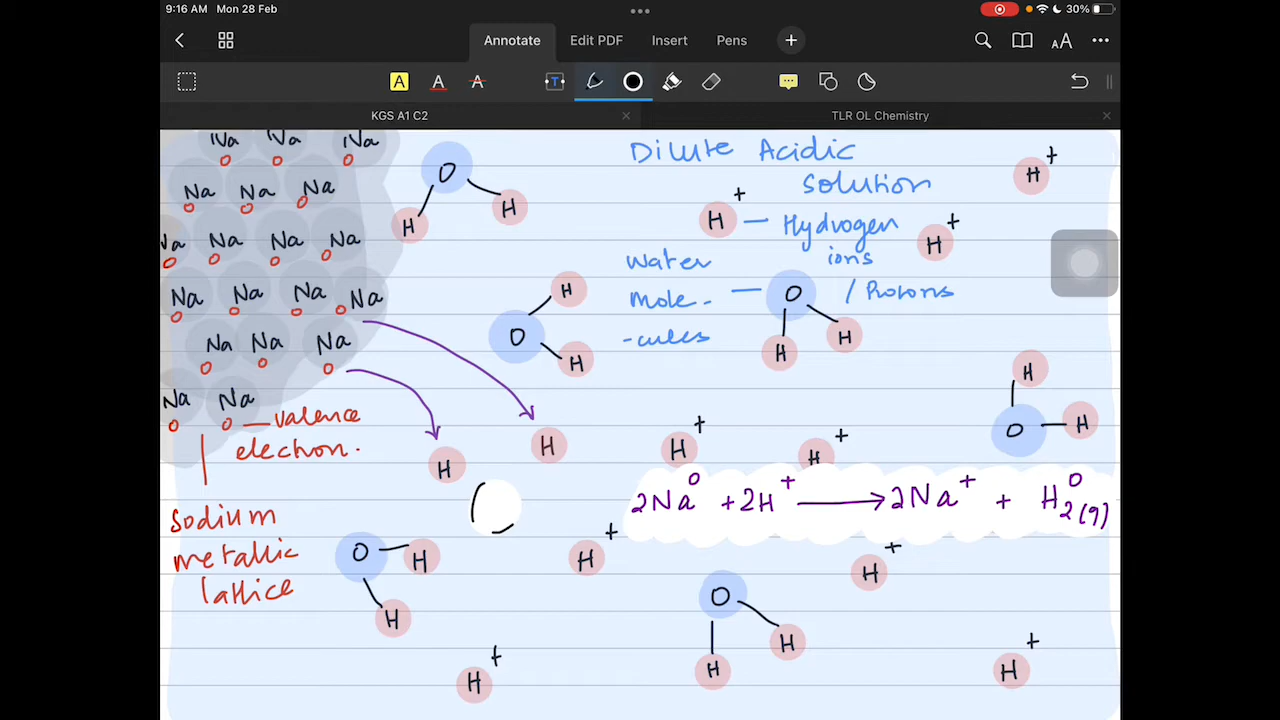 9:16 AM Mon 28 Feb
30%
Annotate Edit PDF Insert Pens
A A A T
KGS A1 C2 TLR OL Chemistry
Na Na Na
Na Na Na
Na Na Na Na
Na Na Na Na
Na Na Na
Na Na
valence
electron.
sodium
metallic
lattice
Dilute Acidic
solution
H+ — Hydrogen
ions
/ Protons
water
mole-
-cules
O H H
O H H
O H H
O H H
O H H
O H H
H+
H+
H H
H+ H+
2Na⁰ + 2H⁺ → 2Na⁺ + H₂⁰(g)
H+ H+
H+ H+